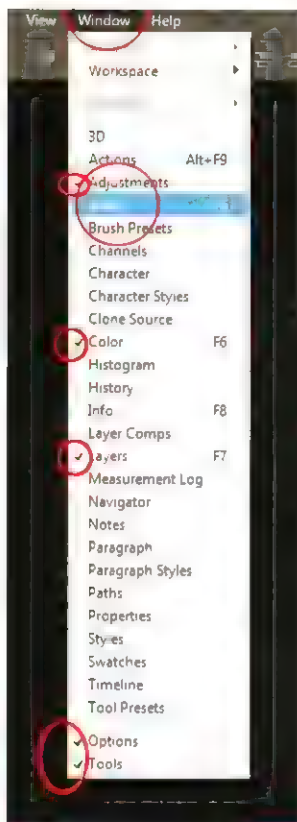 View Window Help
Workspace
3D
Actions Alt+F9
Adjustments
Brush Presets
Channels
Character
Character Styles
Clone Source
Color F6
Histogram
History
Info F8
Layer Comps
Layers F7
Measurement Log
Navigator
Notes
Paragraph
Paragraph Styles
Paths
Properties
Styles
Swatches
Timeline
Tool Presets
Options
Tools